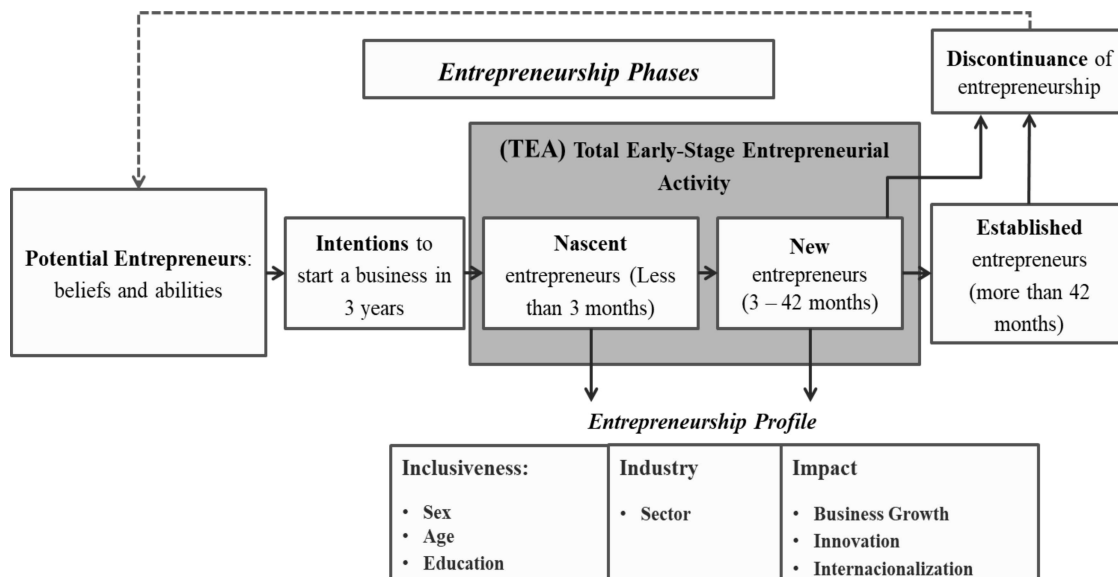 Entrepreneurship Phases
Discontinuance of
entrepreneurship
(TEA) Total Early-Stage Entrepreneurial
Activity
Potential Entrepreneurs:
beliefs and abilities
Intentions to
start a business in
3 years
Nascent
entrepreneurs (Less
than 3 months)
New
entrepreneurs
(3 – 42 months)
Established
entrepreneurs
(more than 42
months)
Entrepreneurship Profile
Inclusiveness:
• Sex
• Age
• Education
Industry
• Sector
Impact
• Business Growth
• Innovation
• Internacionalization